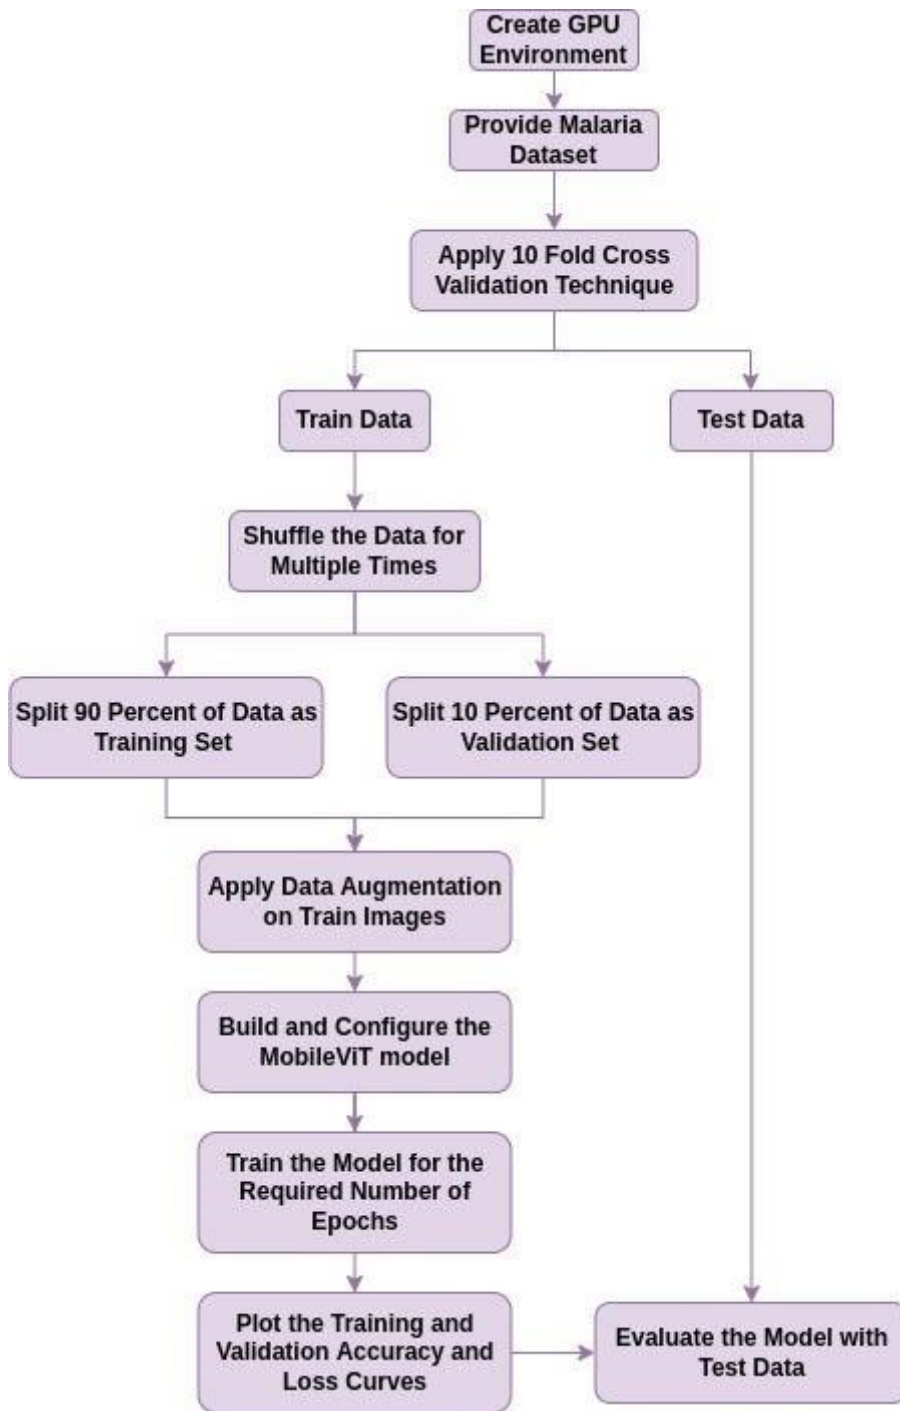 Create GPU
Environment
Provide Malaria
Dataset
Apply 10 Fold Cross
Validation Technique
Train Data
Test Data
Shuffle the Data for
Multiple Times
Split 90 Percent of Data as
Training Set
Split 10 Percent of Data as
Validation Set
Apply Data Augmentation
on Train Images
Build and Configure the
MobileViT model
Train the Model for the
Required Number of
Epochs
Plot the Training and
Validation Accuracy and
Loss Curves
Evaluate the Model with
Test Data